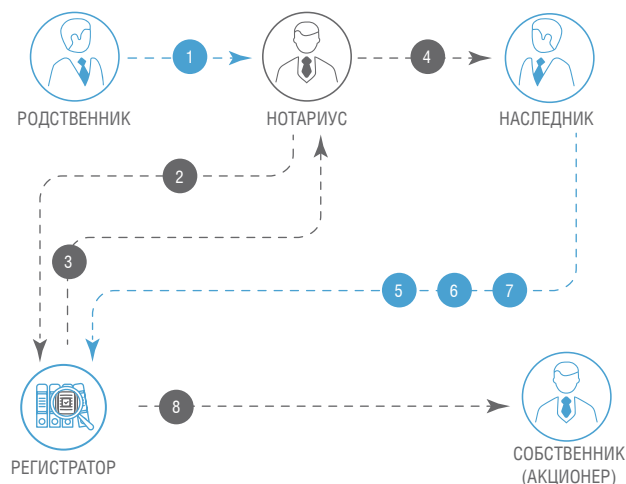 1
4
РОДСТВЕННИК
НОТАРИУС
НАСЛЕДНИК
2
3
5
6
7
8
РЕГИСТРАТОР
СОБСТВЕННИК
(АКЦИОНЕР)